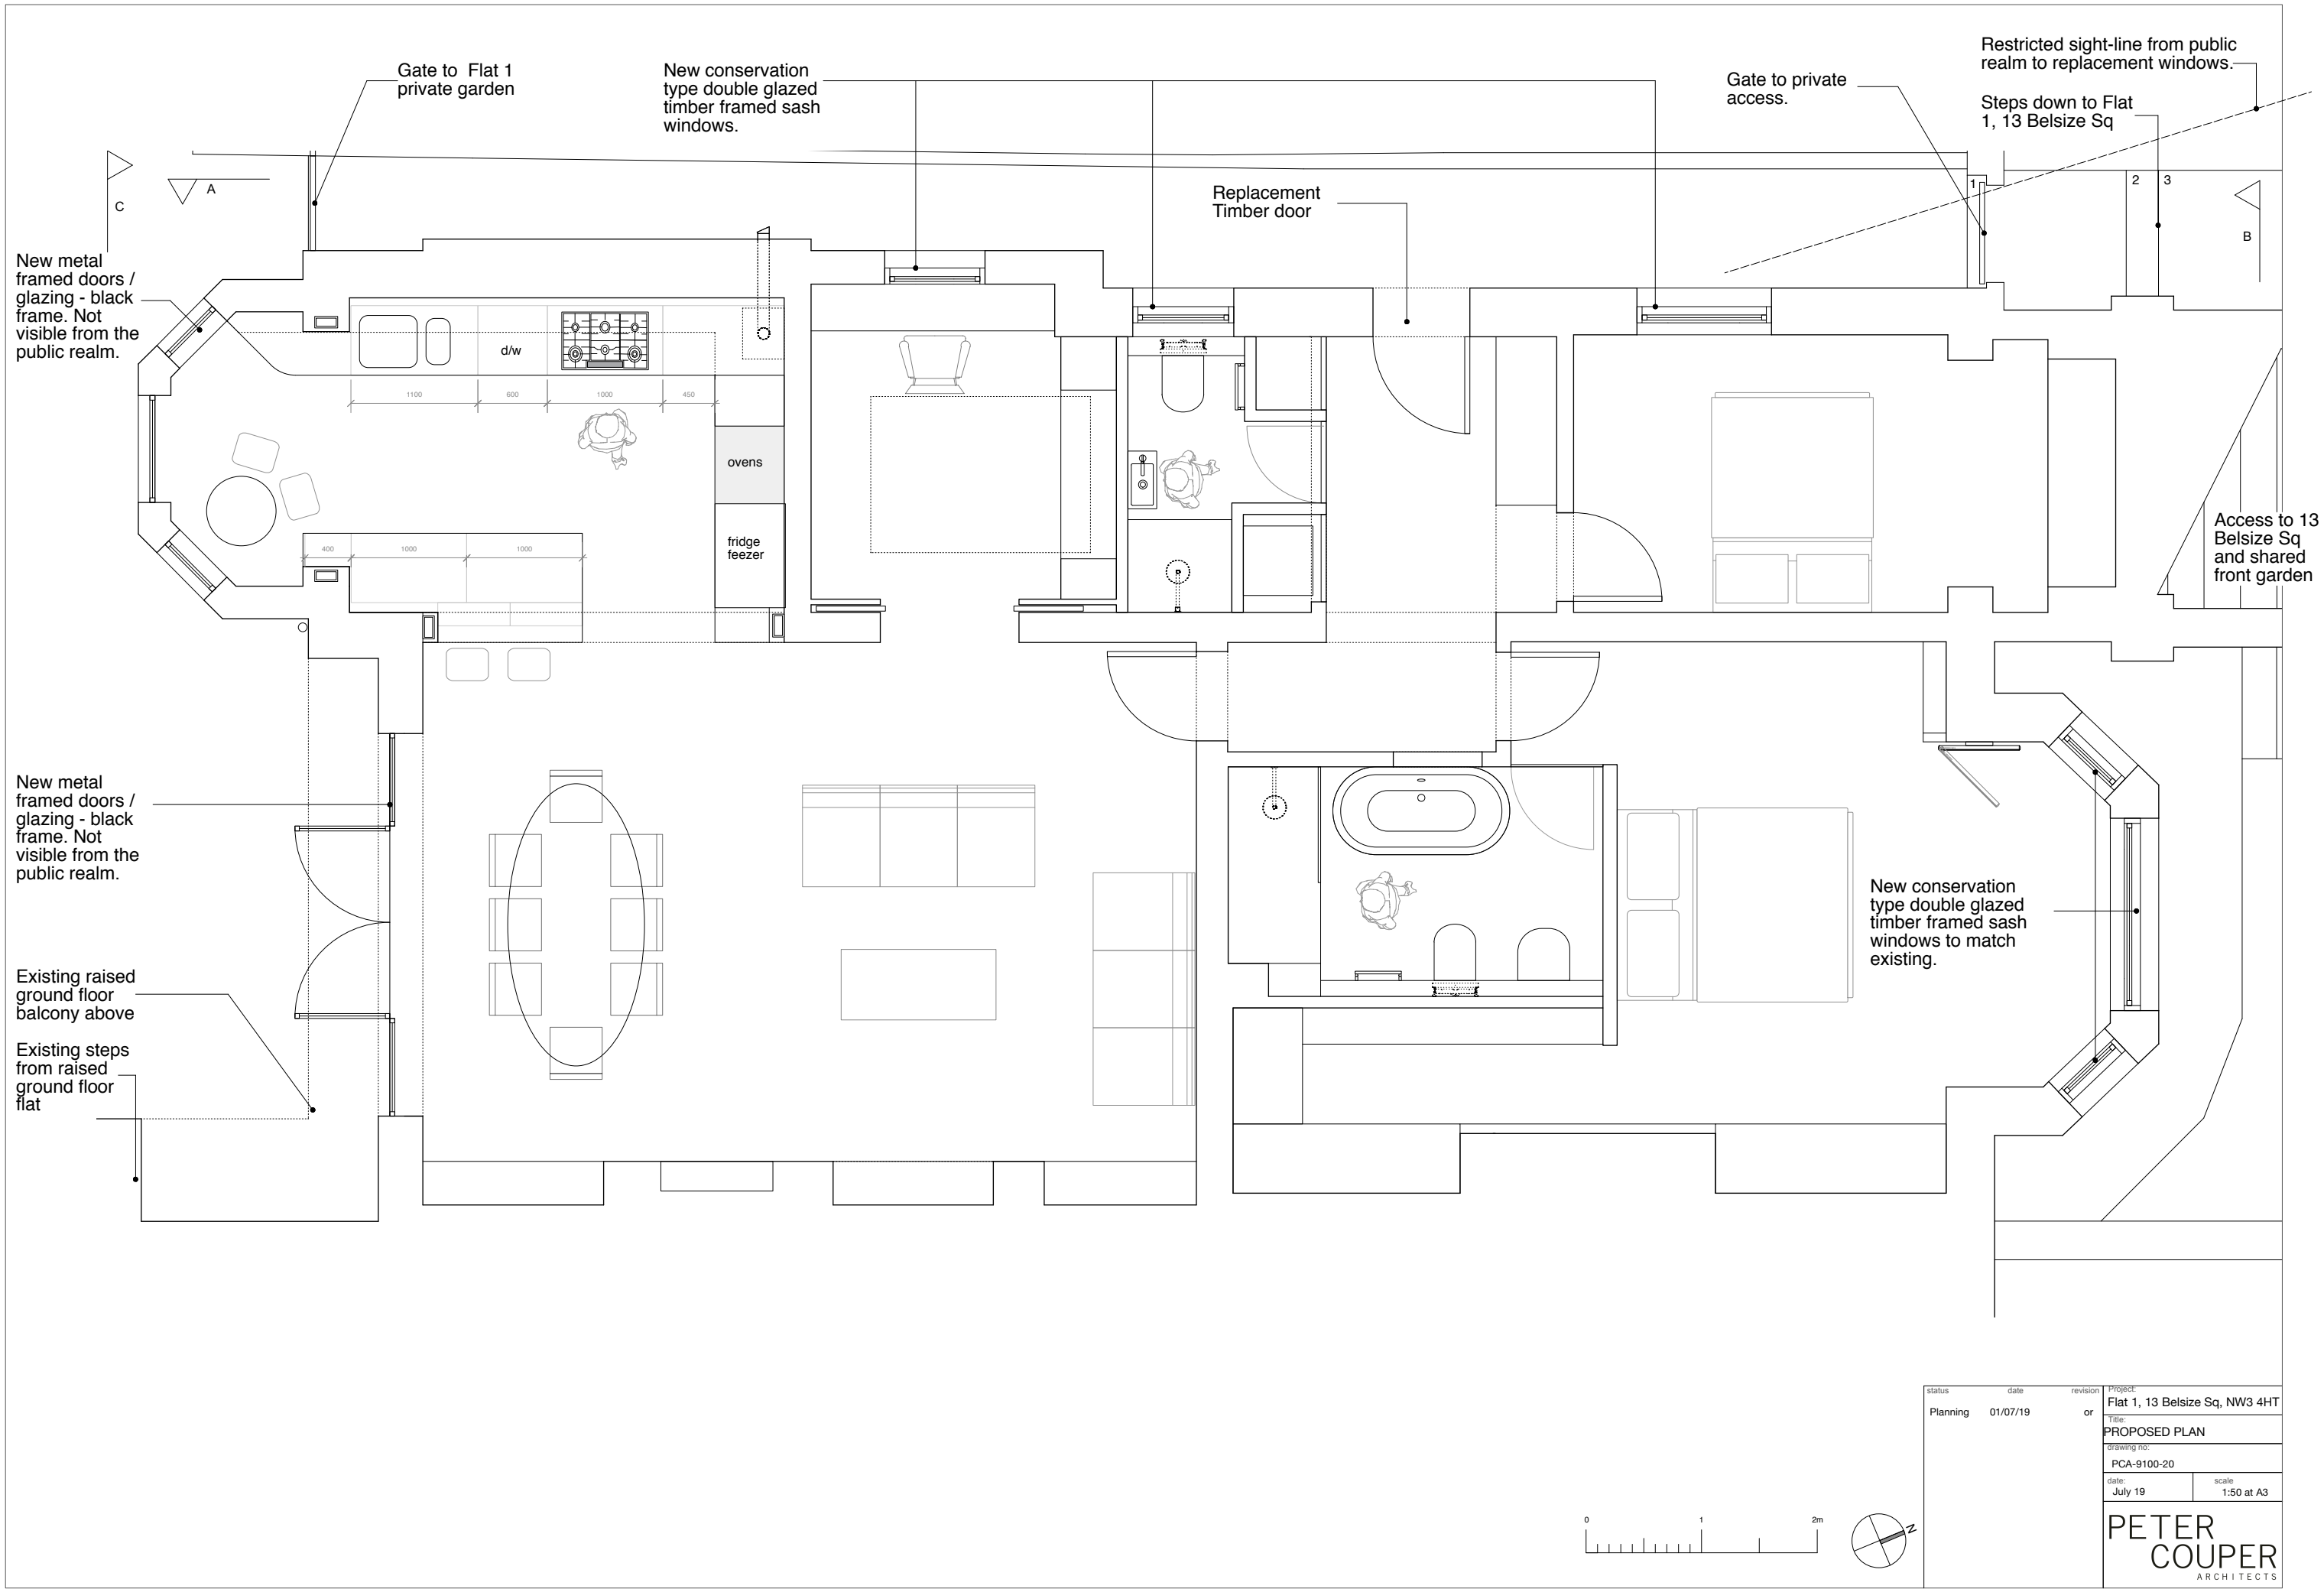 Restricted sight-line from public
realm to replacement windows.
Gate to Flat 1
private garden
New conservation
type double glazed
timber framed sash
windows.
Gate to private
access.
Steps down to Flat
1, 13 Belsize Sq
Replacement
Timber door
C
A
1
2
3
B
New metal
framed doors /
glazing - black
frame. Not
visible from the
public realm.
d/w
1100
600
1000
450
ovens
fridge
feezer
400
1000
1000
Access to 13
Belsize Sq
and shared
front garden
New metal
framed doors /
glazing - black
frame. Not
visible from the
public realm.
New conservation
type double glazed
timber framed sash
windows to match
existing.
Existing raised
ground floor
balcony above
Existing steps
from raised
ground floor
flat
0
1
2m
N
status
date
revision
Planning
01/07/19
or
Project:
Flat 1, 13 Belsize Sq, NW3 4HT
Title:
PROPOSED PLAN
drawing no:
PCA-9100-20
date:
July 19
scale
1:50 at A3
PETER
COUPER
ARCHITECTS